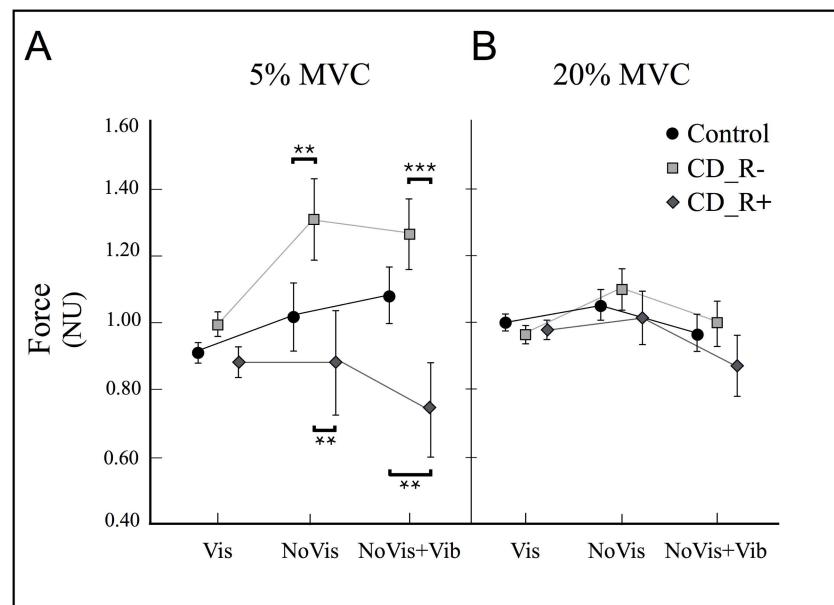 A
B
5% MVC
20% MVC
1.60
1.40
1.20
1.00
0.80
0.60
0.40
Force
(NU)
**
***
**
**
Control
CD_R-
CD_R+
Vis
NoVis
NoVis+Vib
Vis
NoVis
NoVis+Vib